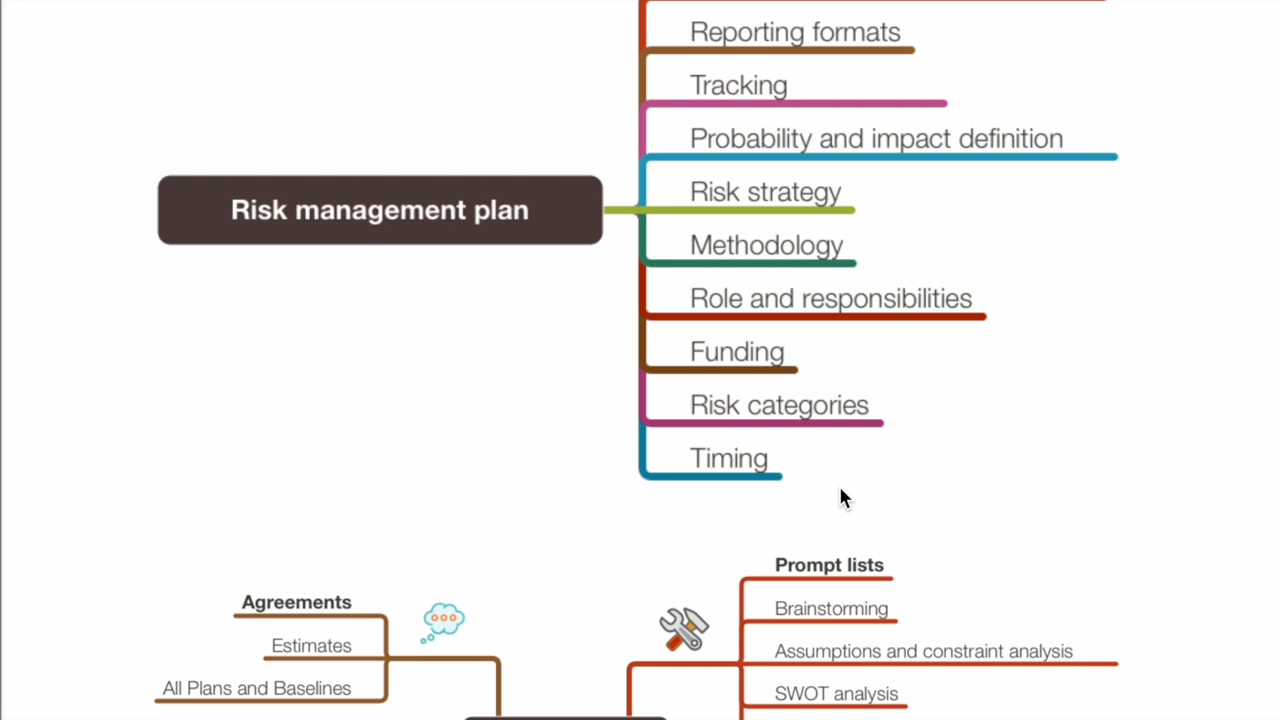 Reporting formats
Tracking
Probability and impact definition
Risk strategy
Risk management plan
Methodology
Role and responsibilities
Funding
Risk categories
Timing
Agreements
Estimates
All Plans and Baselines
Prompt lists
Brainstorming
Assumptions and constraint analysis
SWOT analysis